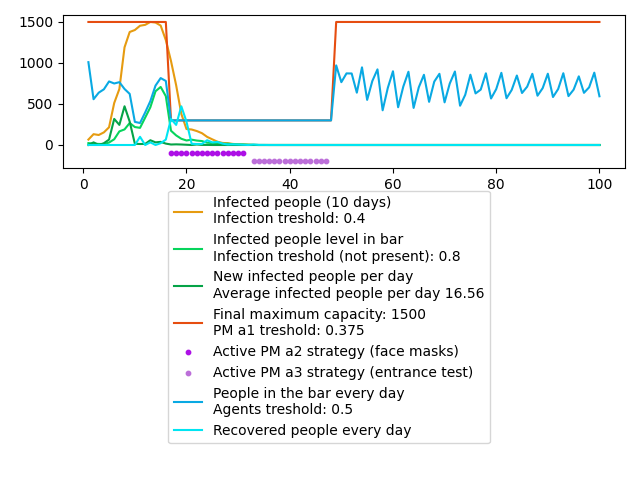 1500
1000
500
0
0
20
40
60
80
100
Infected people (10 days)
Infection treshold: 0.4
Infected people level in bar
Infection treshold (not present): 0.8
New infected people per day
Average infected people per day 16.56
Final maximum capacity: 1500
PM a1 treshold: 0.375
Active PM a2 strategy (face masks)
Active PM a3 strategy (entrance test)
People in the bar every day
Agents treshold: 0.5
Recovered people every day